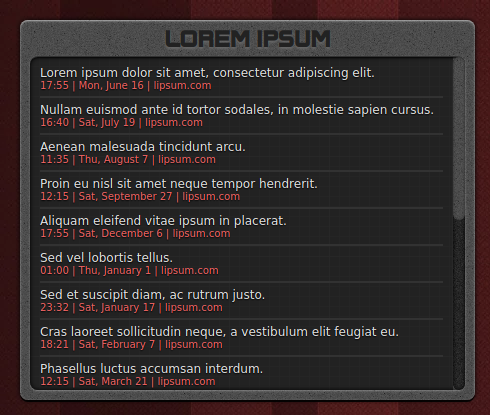 LOREM IPSUM
Lorem ipsum dolor sit amet, consectetur adipiscing elit.
17:55 | Mon, June 16 | lipsum.com
Nullam euismod ante id tortor sodales, in molestie sapien cursus.
16:40 | Sat, July 19 | lipsum.com
Aenean malesuada tincidunt arcu.
11:35 | Thu, August 7 | lipsum.com
Proin eu nisl sit amet neque tempor hendrerit.
12:15 | Sat, September 27 | lipsum.com
Aliquam eleifend vitae ipsum in placerat.
17:55 | Sat, December 6 | lipsum.com
Sed vel lobortis tellus.
01:00 | Thu, January 1 | lipsum.com
Sed et suscipit diam, ac rutrum justo.
23:32 | Sat, January 17 | lipsum.com
Cras laoreet sollicitudin neque, a vestibulum elit feugiat eu.
18:21 | Sat, February 7 | lipsum.com
Phasellus luctus accumsan interdum.
12:15 | Sat, March 21 | lipsum.com